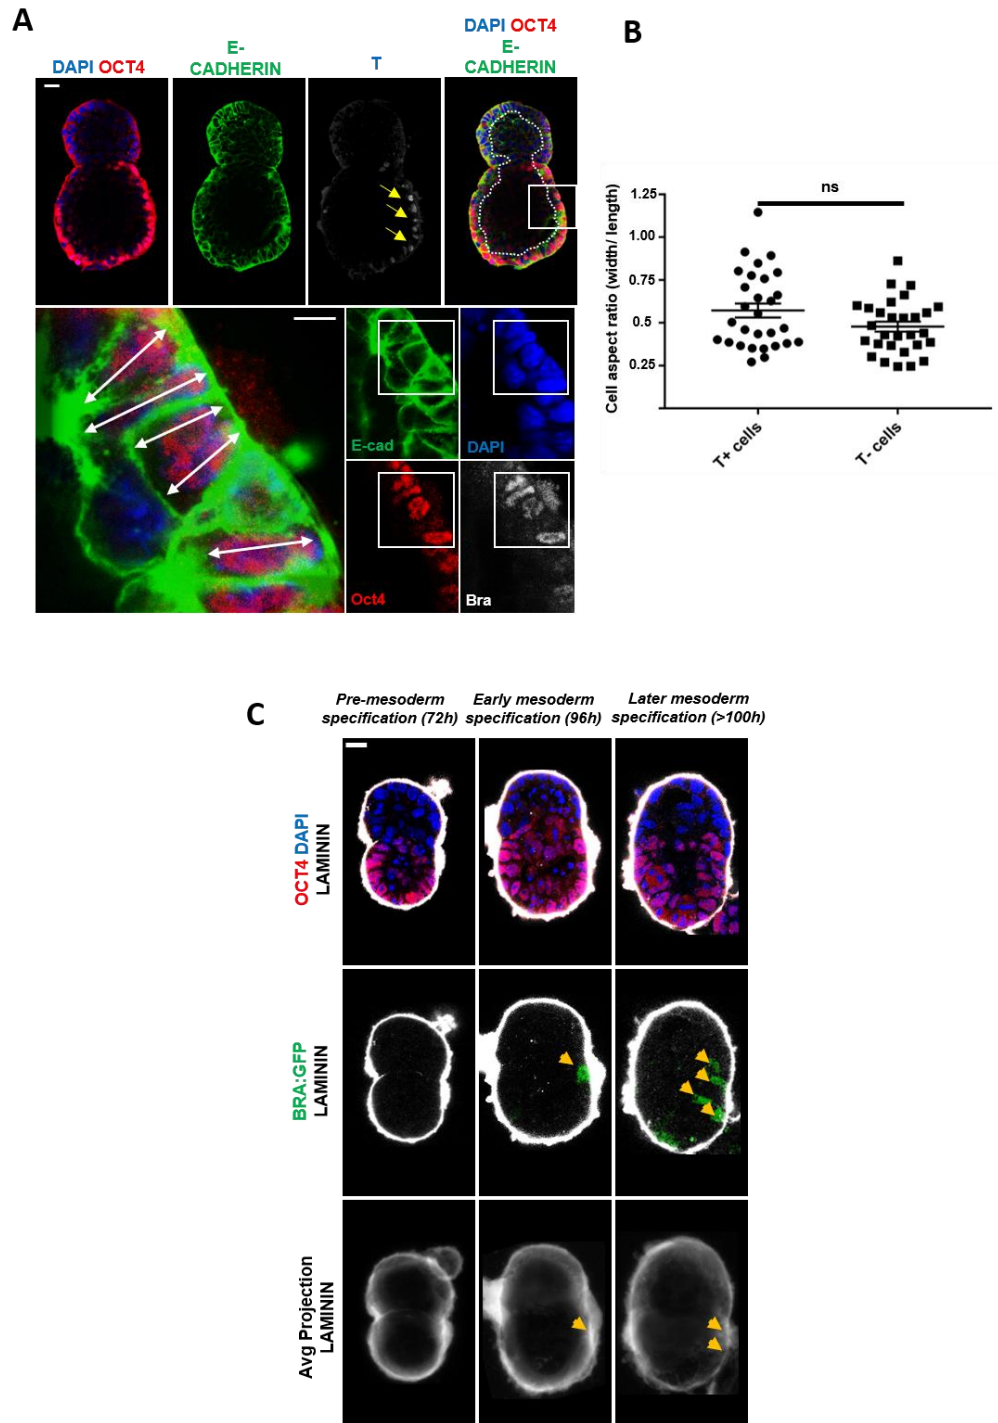 A
DAPI OCT4
E-
CADHERIN
T
DAPI OCT4
E-
CADHERIN
E-cad
DAPI
Oct4
Bra
B
Cell aspect ratio (width/ length)
1.25
1.00
0.75
0.5
0.25
ns
T+ cells
T- cells
C
Pre-mesoderm
specification (72h)
Early mesoderm
specification (96h)
Later mesoderm
specification (>100h)
OCT4 DAPI
LAMININ
BRA:GFP
LAMININ
Avg Projection
LAMININ